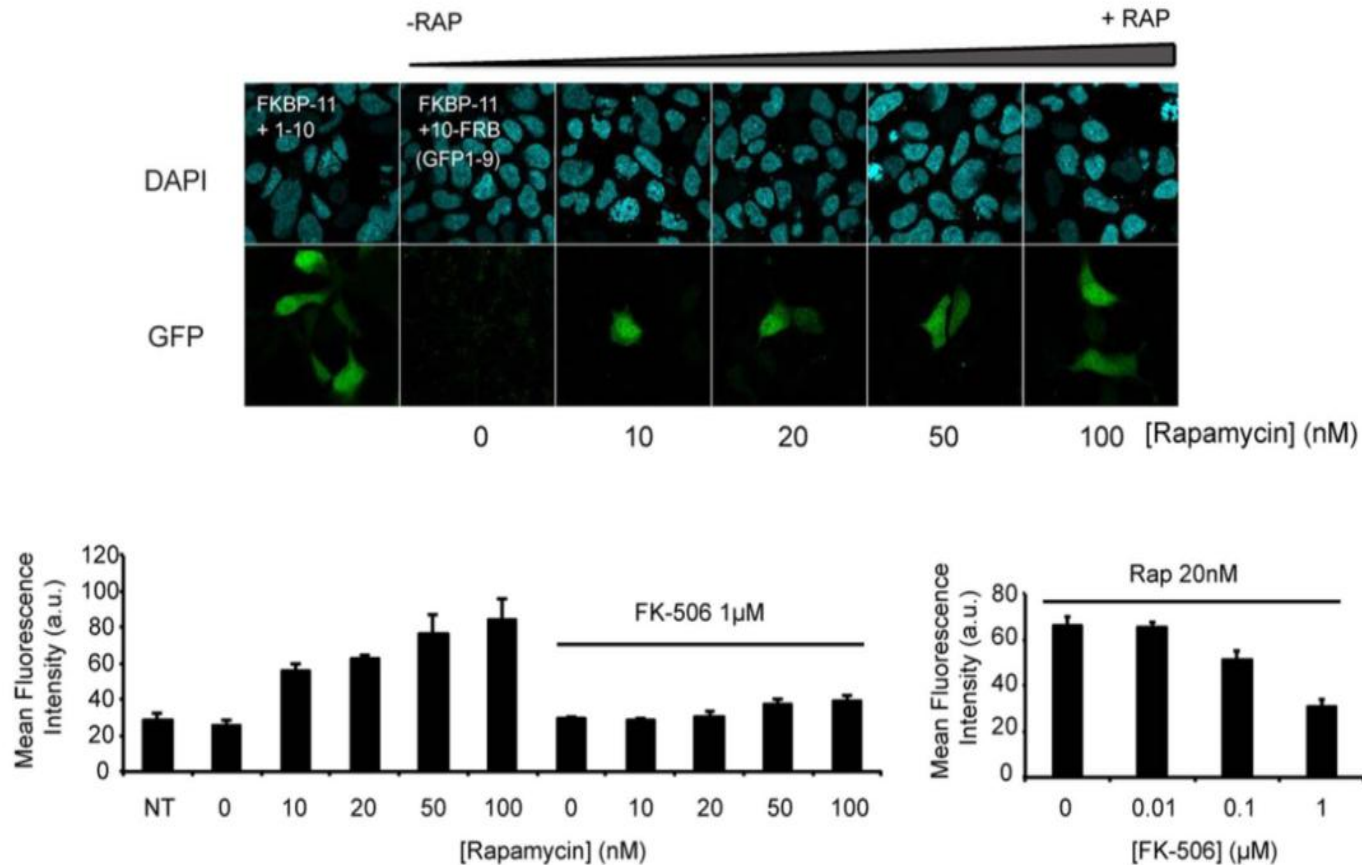 -RAP
+ RAP
FKBP-11
+ 1-10
FKBP-11
+10-FRB
(GFP1-9)
DAPI
GFP
0 10 20 50 100 [Rapamycin] (nM)
Mean Fluorescence
Intensity (a.u.)
120
100
80
60
40
20
0
FK-506 1µM
NT 0 10 20 50 100 0 10 20 50 100
[Rapamycin] (nM)
Mean Fluorescence
Intensity (a.u.)
80
60
40
20
0
Rap 20nM
0 0.01 0.1 1
[FK-506] (µM)